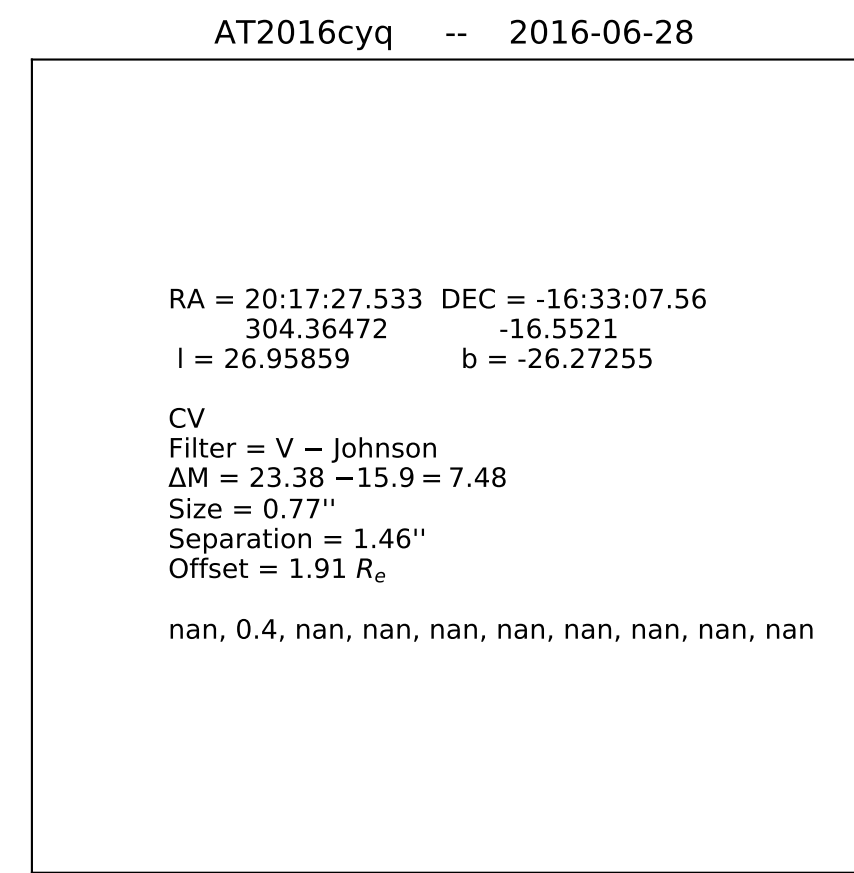 AT2016cyq -- 2016-06-28
RA = 20:17:27.533 DEC = -16:33:07.56
304.36472 -16.5521
l = 26.95859 b = -26.27255
CV
Filter = V − Johnson
ΔM = 23.38 −15.9 = 7.48
Size = 0.77''
Separation = 1.46''
Offset = 1.91 Re
nan, 0.4, nan, nan, nan, nan, nan, nan, nan, nan